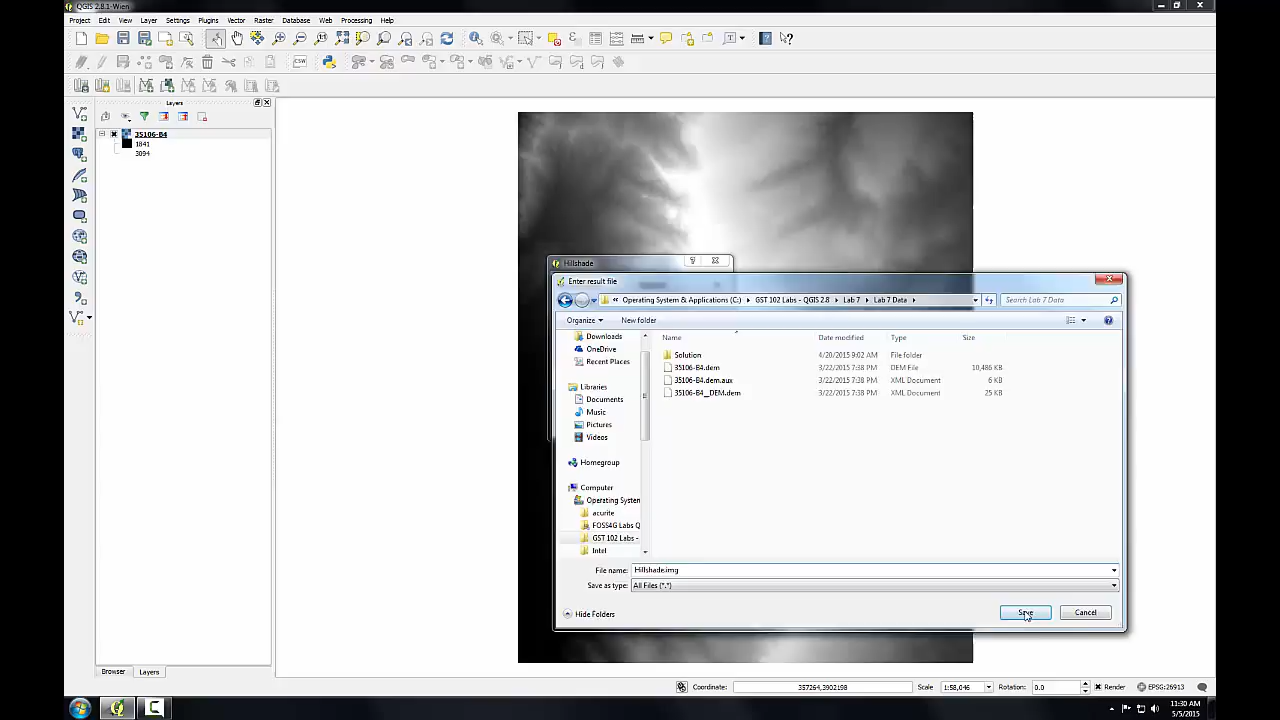 QGIS 2.8.1-Wien
Project Edit View Layer Settings Plugins Vector Raster Database Web Processing Help
CSW
Layers
35106-B4
1841
3094
Hillshade
Enter result file
« Operating System & Applications (C:) GST 102 Labs - QGIS 2.8 Lab 7 Lab 7 Data
Search Lab 7 Data
Organize New folder
Name Date modified Type Size
Downloads
OneDrive
Recent Places
Libraries
Documents
Music
Pictures
Videos
Homegroup
Computer
Operating System
acurite
FOSS4G Labs Q
GST 102 Labs -
Intel
Solution 4/20/2015 9:02 AM File folder
35106-B4.dem 3/22/2015 7:38 PM DEM File 10,486 KB
35106-B4.dem.aux 3/22/2015 7:38 PM XML Document 6 KB
35106-B4_DEM.dem 3/22/2015 7:38 PM XML Document 25 KB
File name: Hillshade.img
Save as type: All Files (*.*)
Hide Folders
Save Cancel
Browser Layers
Coordinate: 357264,3902198 Scale 1:58,046 Rotation: 0.0 Render EPSG:26913
11:30 AM
5/5/2015